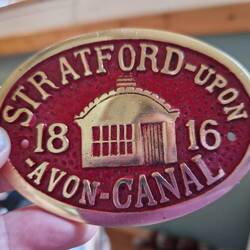 STRATFORD-UPON
18 16
-AVON-CANAL